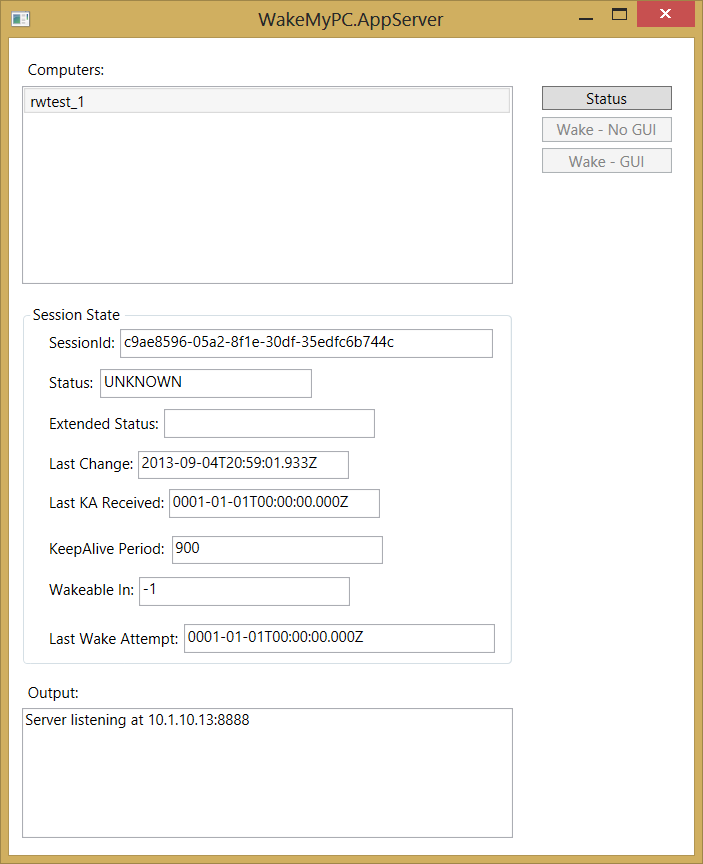 WakeMyPC.AppServer
Computers:
rwtest_1
Status
Wake - No GUI
Wake - GUI
Session State
SessionId: c9ae8596-05a2-8f1e-30df-35edfc6b744c
Status: UNKNOWN
Extended Status:
Last Change: 2013-09-04T20:59:01.933Z
Last KA Received: 0001-01-01T00:00:00.000Z
KeepAlive Period: 900
Wakeable In: -1
Last Wake Attempt: 0001-01-01T00:00:00.000Z
Output:
Server listening at 10.1.10.13:8888